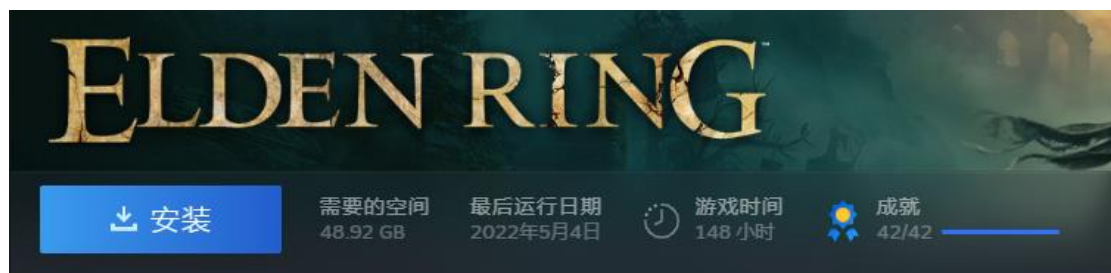 ELDEN RING™
安装
需要的空间
48.92 GB
最后运行日期
2022年5月4日
游戏时间
148 小时
成就
42/42